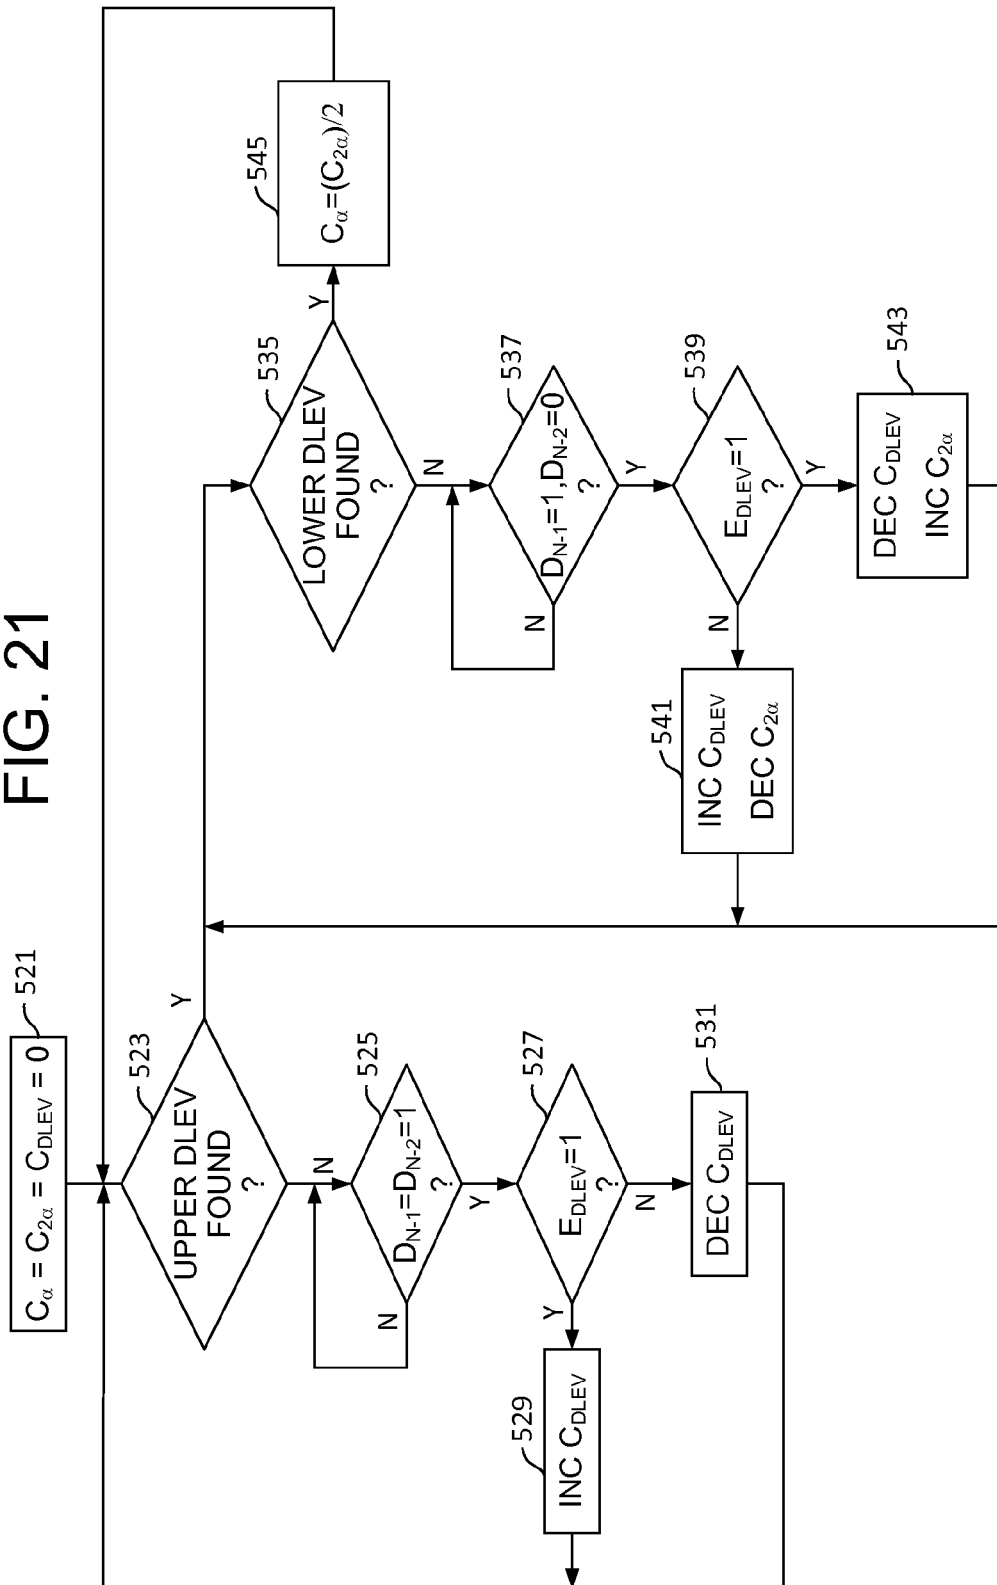 FIG. 21
Cα = C2α = CDLEV = 0
521
UPPER DLEV
FOUND
?
523
Y
N
DN-1=DN-2=1
?
525
N
Y
EDLEV=1
?
527
Y
N
INC CDLEV
529
DEC CDLEV
531
LOWER DLEV
FOUND
?
535
Y
N
Cα=(C2α)/2
545
DN-1=1,DN-2=0
?
537
N
Y
EDLEV=1
?
539
N
Y
INC CDLEV
DEC C2α
541
DEC CDLEV
INC C2α
543